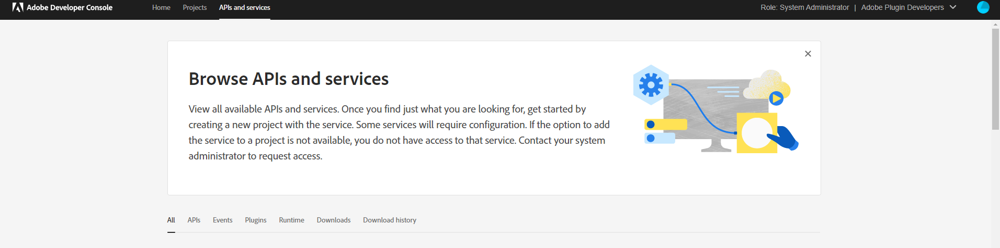 Adobe Developer Console Home Projects APIs and services Role: System Administrator | Adobe Plugin Developers
Browse APIs and services
View all available APIs and services. Once you find just what you are looking for, get started by
creating a new project with the service. Some services will require configuration. If the option to add
the service to a project is not available, you do not have access to that service. Contact your system
administrator to request access.
All APIs Events Plugins Runtime Downloads Download history